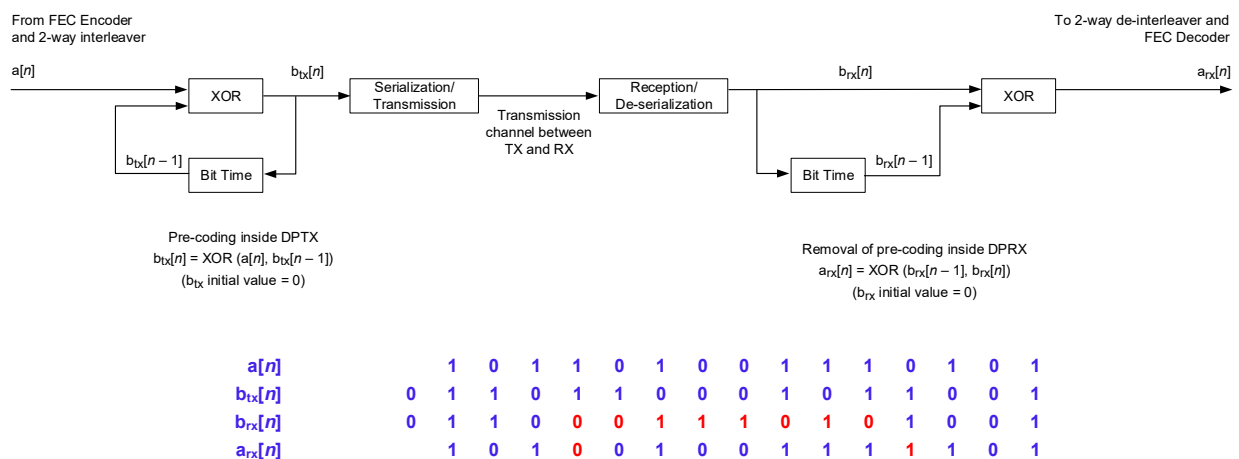 From FEC Encoder
and 2-way interleaver
To 2-way de-interleaver and
FEC Decoder
a[n]
XOR
btx[n]
Serialization/
Transmission
Transmission
channel between
TX and RX
Reception/
De-serialization
brx[n]
XOR
arx[n]
btx[n – 1]
Bit Time
Bit Time
brx[n – 1]
Pre-coding inside DPTX
btx[n] = XOR (a[n], btx[n – 1])
(btx initial value = 0)
Removal of pre-coding inside DPRX
arx[n] = XOR (brx[n – 1], brx[n])
(brx initial value = 0)
a[n] 1 0 1 1 0 1 0 0 1 1 1 0 1 0 1
btx[n] 0 1 1 0 1 1 0 0 0 1 0 1 1 0 0 1
brx[n] 0 1 1 0 0 0 1 1 1 0 1 0 1 0 0 1
arx[n] 1 0 1 0 0 1 0 0 1 1 1 1 1 0 1